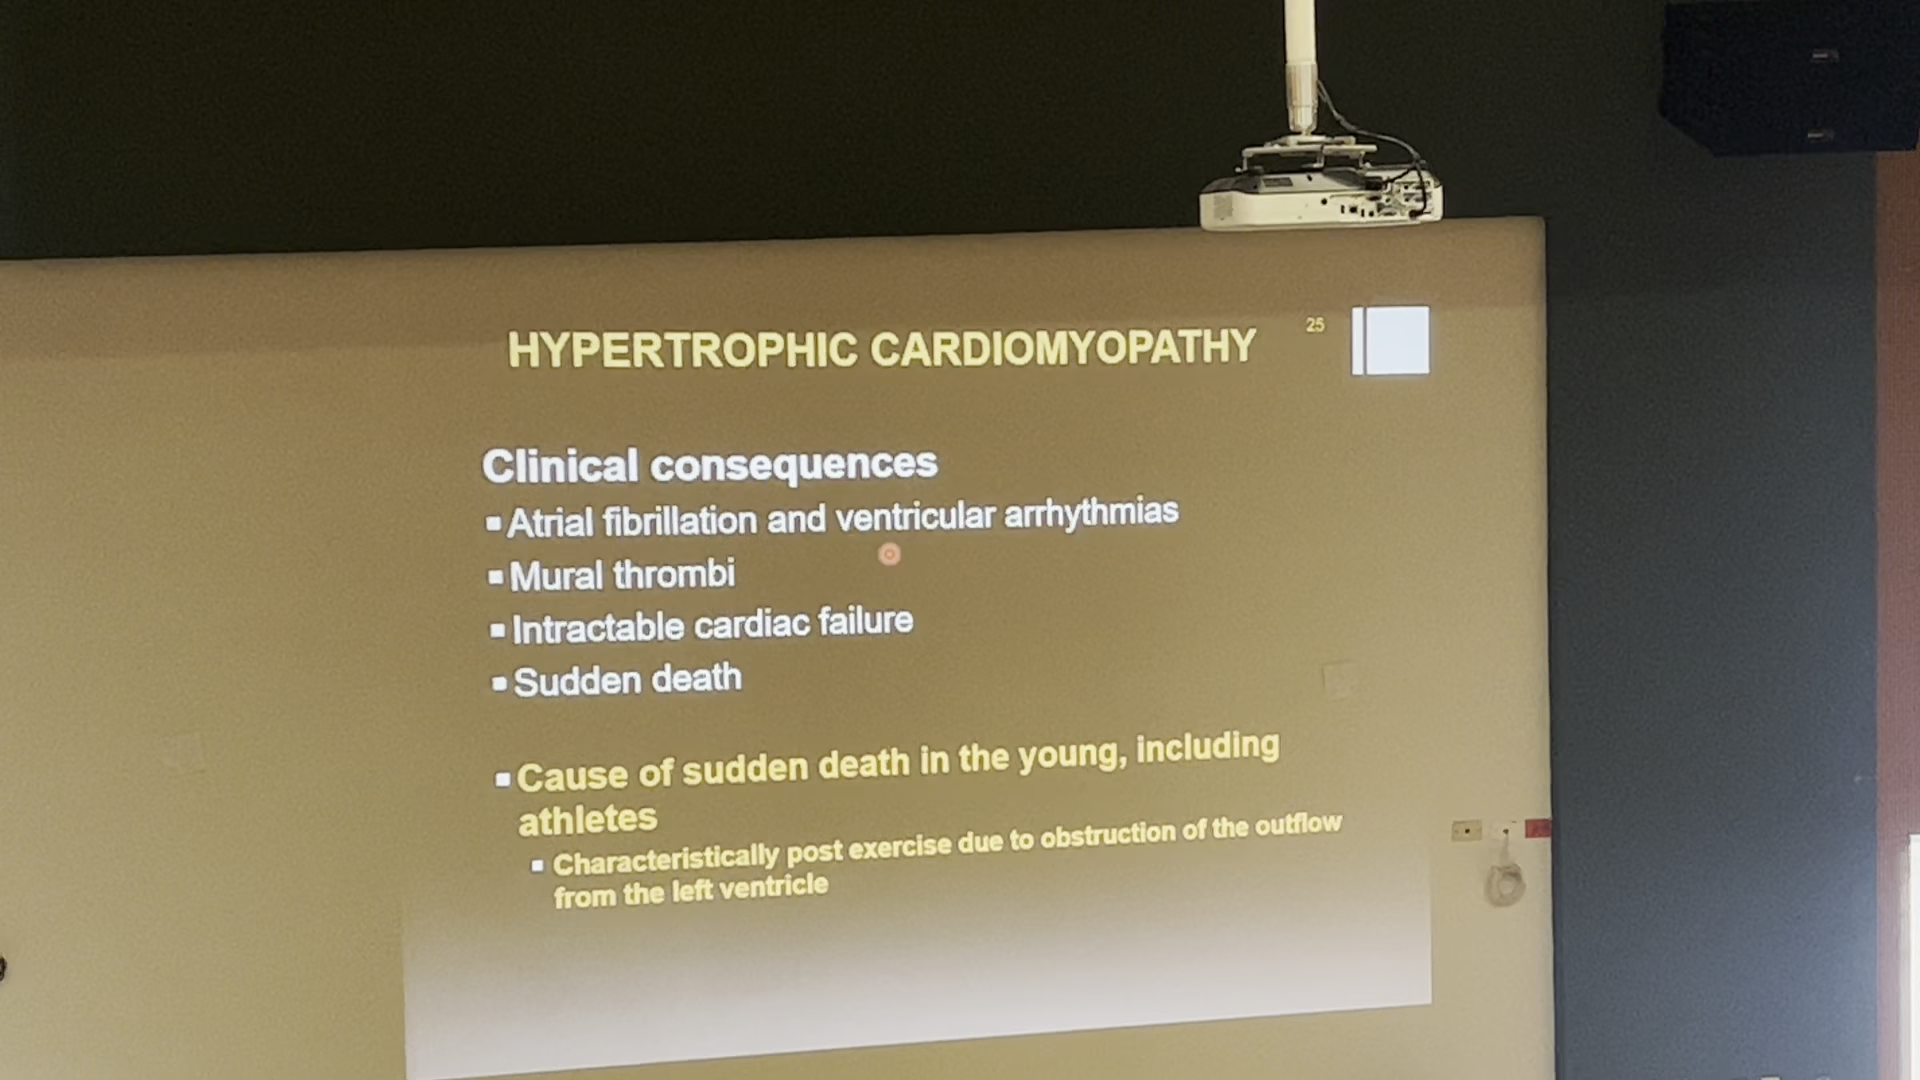 HYPERTROPHIC CARDIOMYOPATHY
25
Clinical consequences
▪ Atrial fibrillation and ventricular arrhythmias
▪ Mural thrombi
▪ Intractable cardiac failure
▪ Sudden death
▪ Cause of sudden death in the young, including
athletes
▪ Characteristically post exercise due to obstruction of the outflow
from the left ventricle